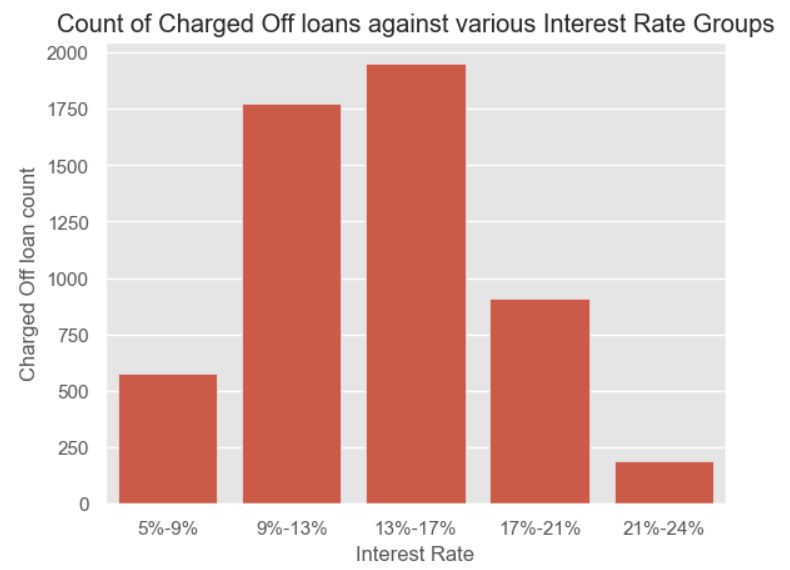 Count of Charged Off loans against various Interest Rate Groups
2000
1750
1500
1250
1000
750
500
250
0
Charged Off loan count
5%-9% 9%-13% 13%-17% 17%-21% 21%-24%
Interest Rate